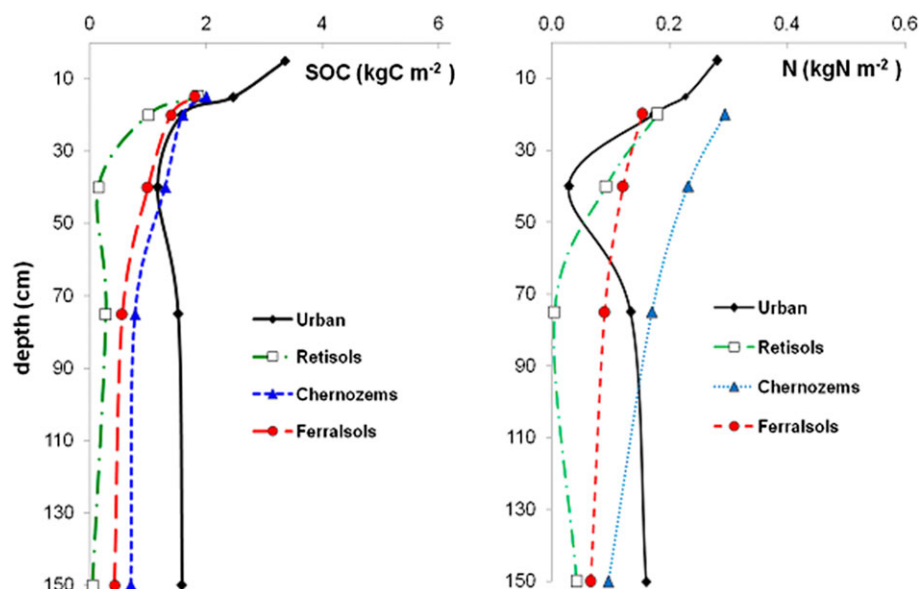 0 2 4 6
SOC (kgC m-2)
10
30
50
70
90
110
130
150
depth (cm)
Urban
Retisols
Chernozems
Ferralsols
0.0 0.2 0.4 0.6
N (kgN m-2)
10
30
50
70
90
110
130
150
Urban
Retisols
Chernozems
Ferralsols